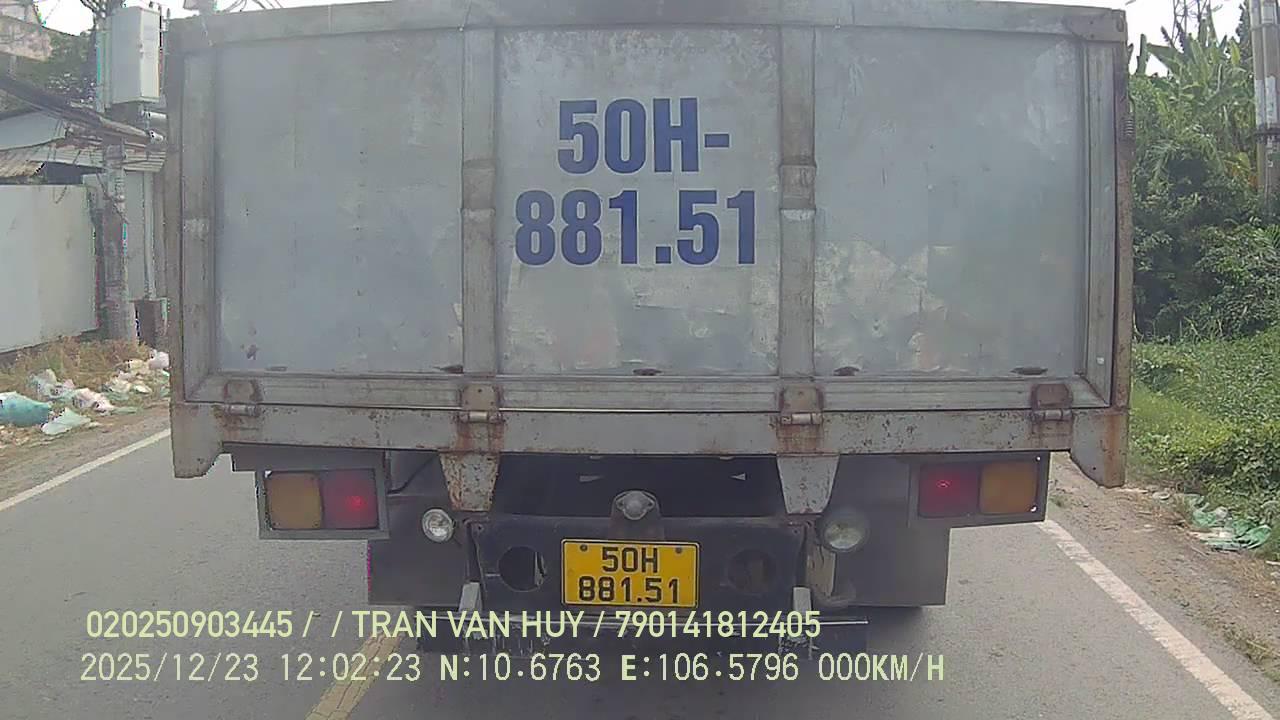 50H-
881.51
50H
881.51
020250903445 / / TRAN VAN HUY / 790141812405
2025/12/23 12:02:23 N:10.6763 E:106.5796 000KM/H